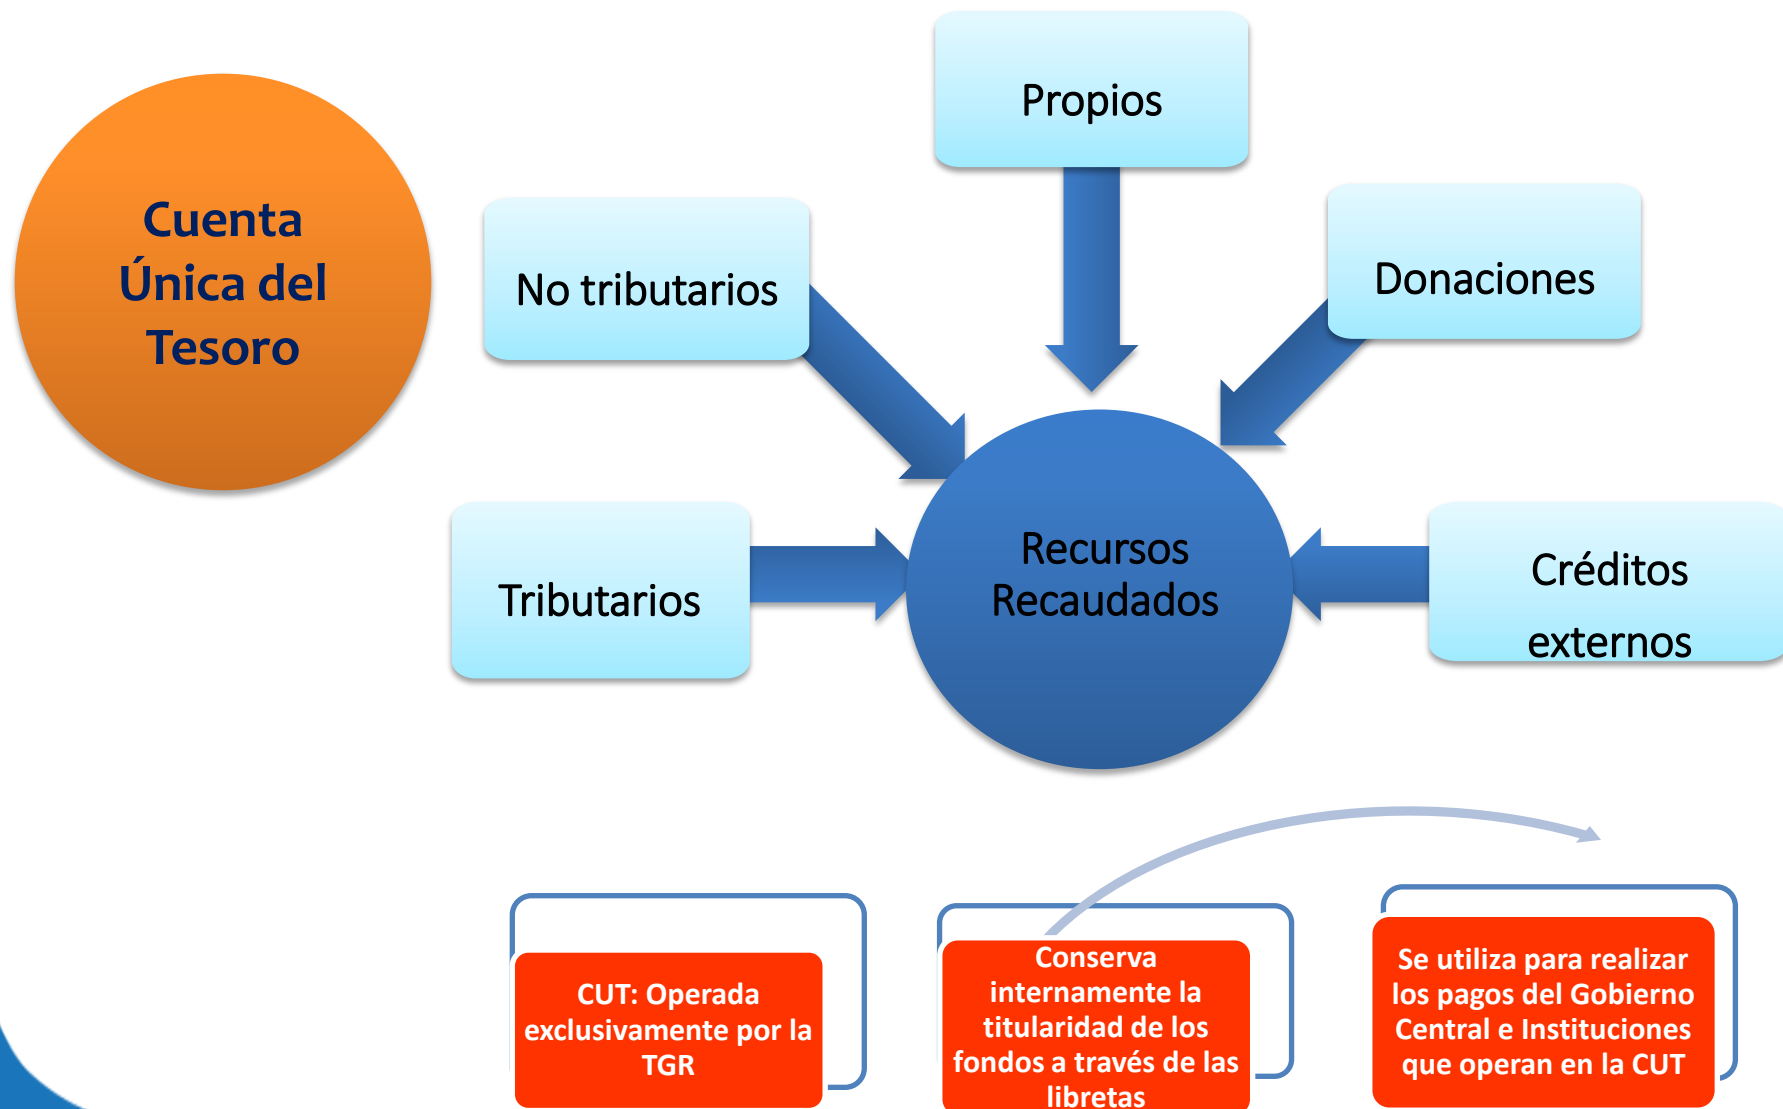 Cuenta
Única del
Tesoro
Propios
No tributarios
Donaciones
Tributarios
Recursos
Recaudados
Créditos
externos
CUT: Operada
exclusivamente por la
TGR
Conserva
internamente la
titularidad de los
fondos a través de las
libretas
Se utiliza para realizar
los pagos del Gobierno
Central e Instituciones
que operan en la CUT